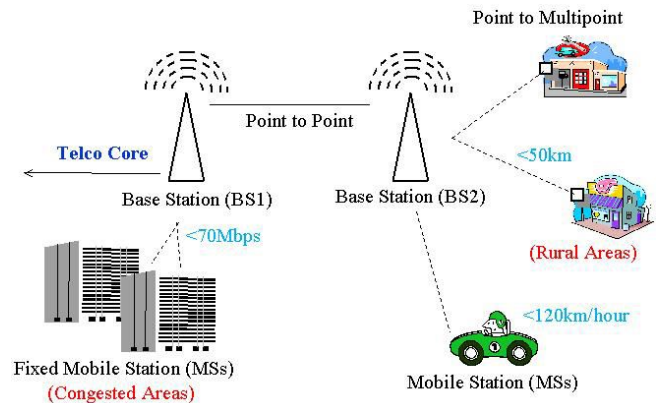 Point to Multipoint
Point to Point
Telco Core
<50km
Base Station (BS1)
Base Station (BS2)
<70Mbps
(Rural Areas)
<120km/hour
1
Fixed Mobile Station (MSs)
Mobile Station (MSs)
(Congested Areas)